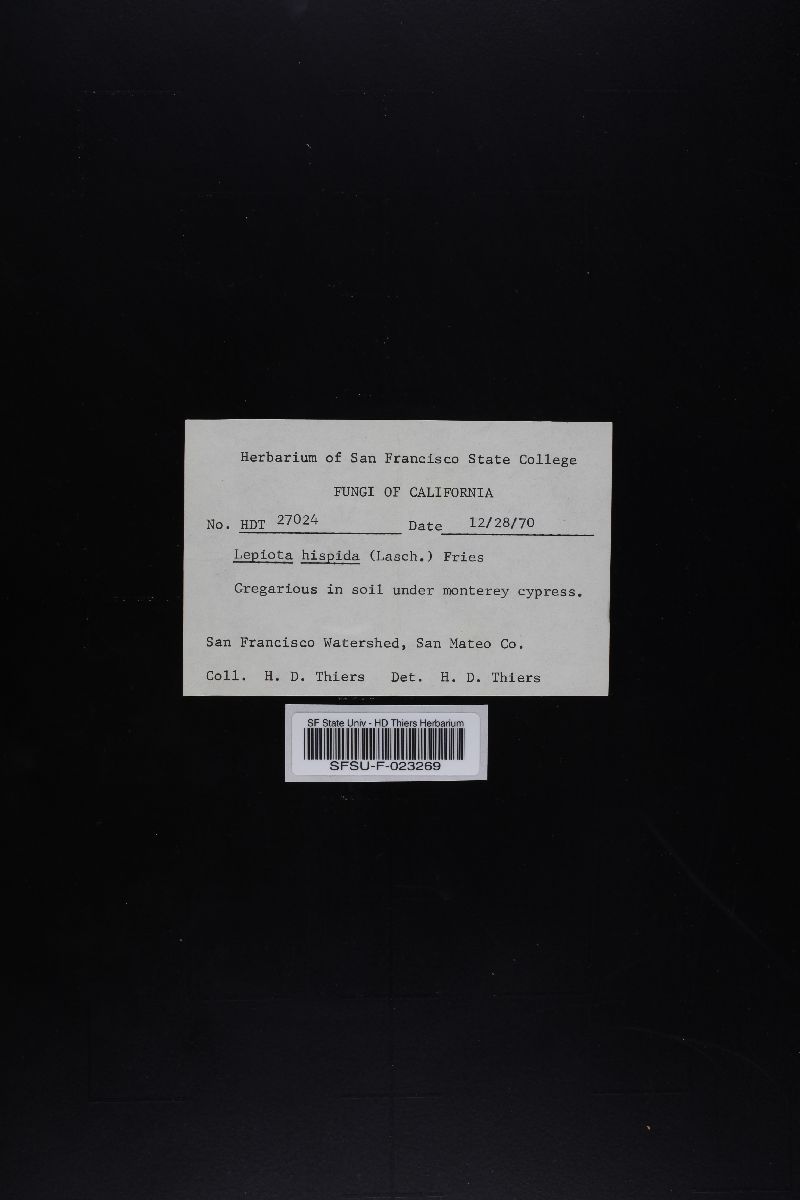 Herbarium of San Francisco State College
FUNGI OF CALIFORNIA
No. HDT 27024 Date 12/28/70
Lepiota hispida (Lasch.) Fries
Gregarious in soil under monterey cypress.
San Francisco Watershed, San Mateo Co.
Coll. H. D. Thiers Det. H. D. Thiers
SF State Univ - HD Thiers Herbarium
SFSU-F-023269